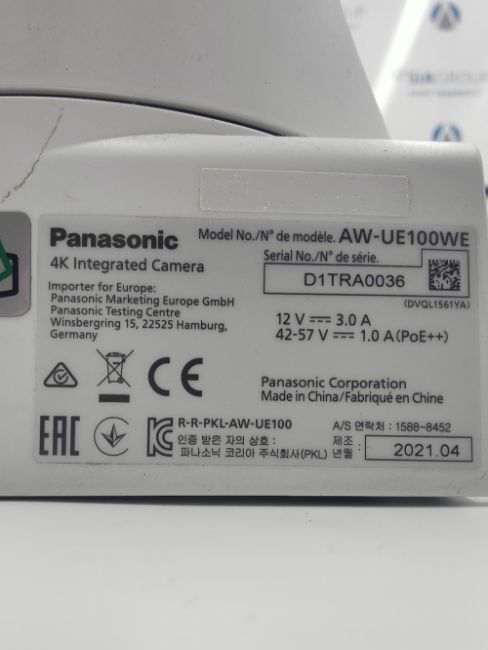 Panasonic
Model No./N° de modèle. AW-UE100WE
4K Integrated Camera
Serial No./N° de série.
D1TRA0036
(DVQL1561YA)
Importer for Europe:
Panasonic Marketing Europe GmbH
Panasonic Testing Centre
Winsbergring 15, 22525 Hamburg,
Germany
12 V ⎓ 3.0 A
42-57 V ⎓ 1.0 A (PoE++)
CE
Panasonic Corporation
Made in China/Fabriqué en Chine
EAC
R-R-PKL-AW-UE100
인증 받은 자의 상호 :
파나소닉 코리아 주식회사(PKL)
A/S 연락처 : 1588-8452
제조
년월 : 2021.04